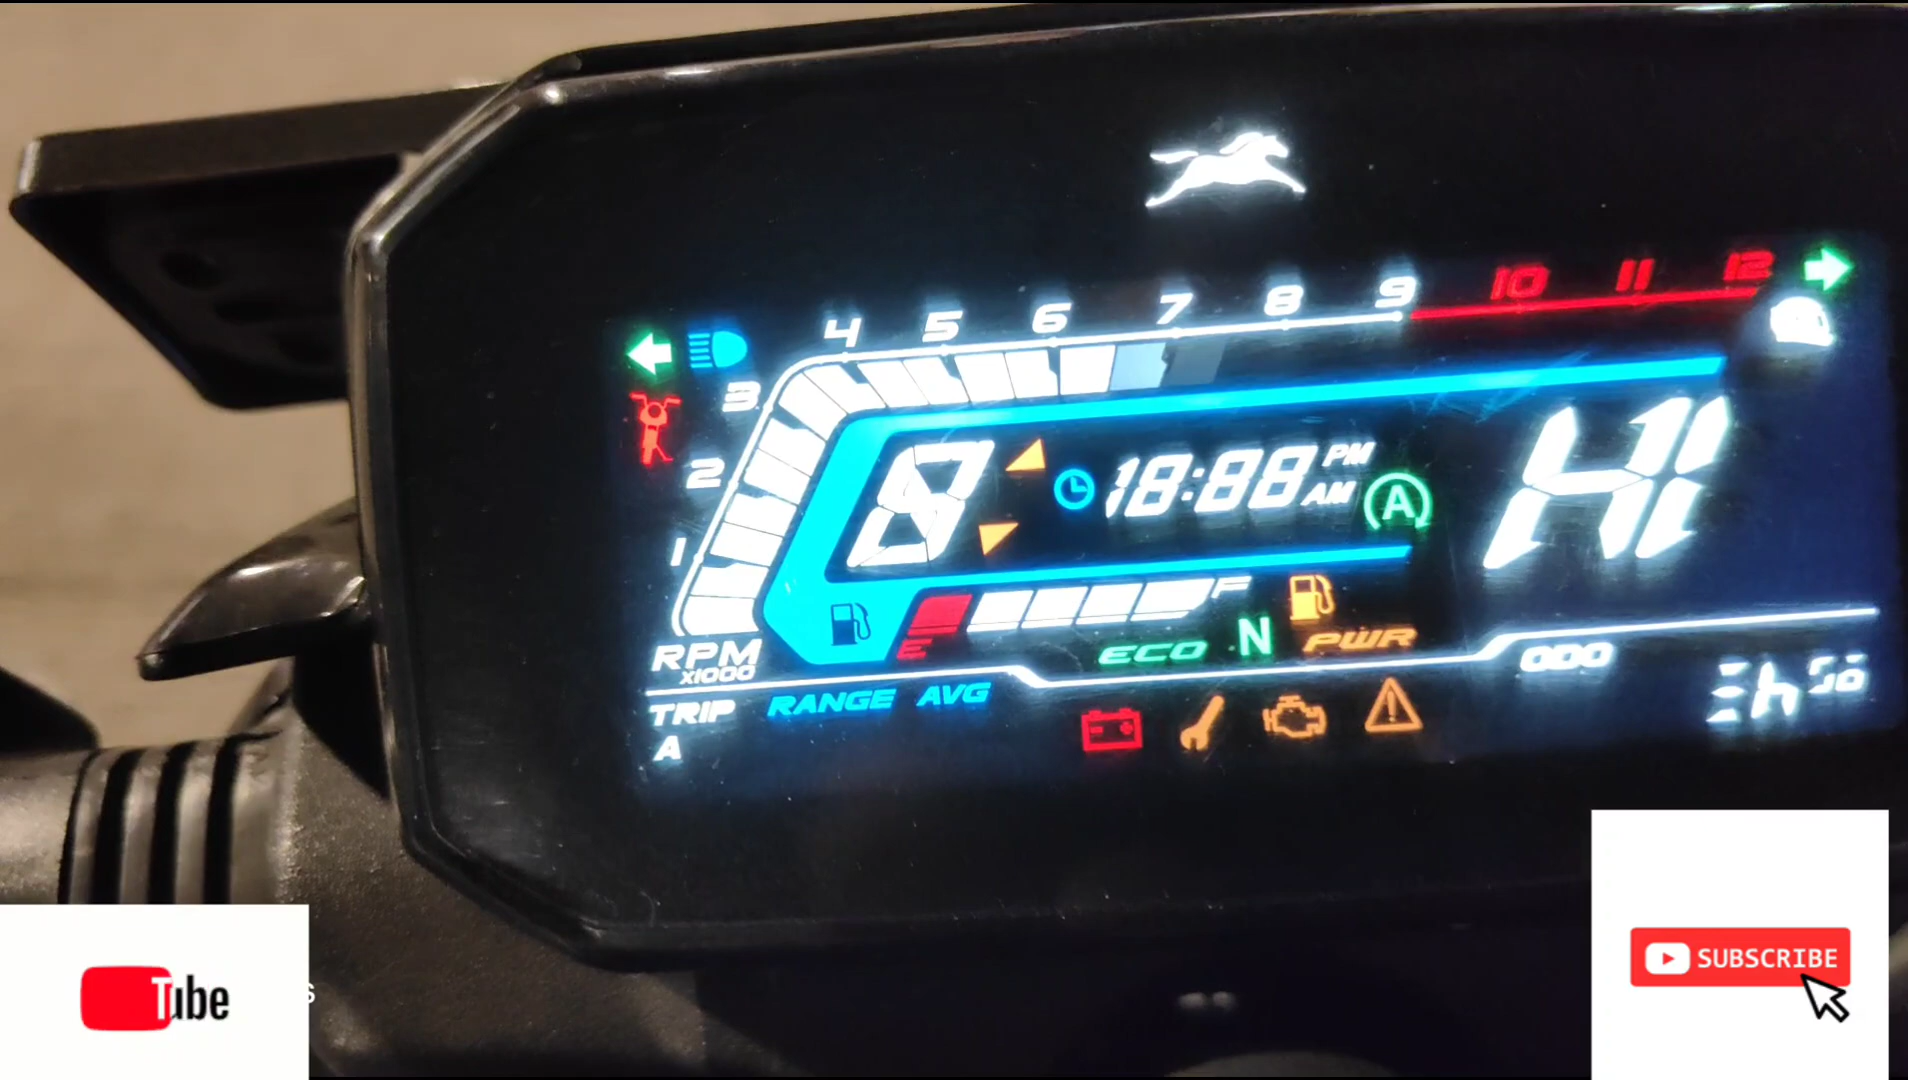 4 5 6 7 8 9 10 11 12
3
2
1
8
18:88 PM
AM
A
HI
F
E
N
ECO
PWR
RPM
x1000
ODO
TRIP
RANGE AVG
A
Tube
SUBSCRIBE